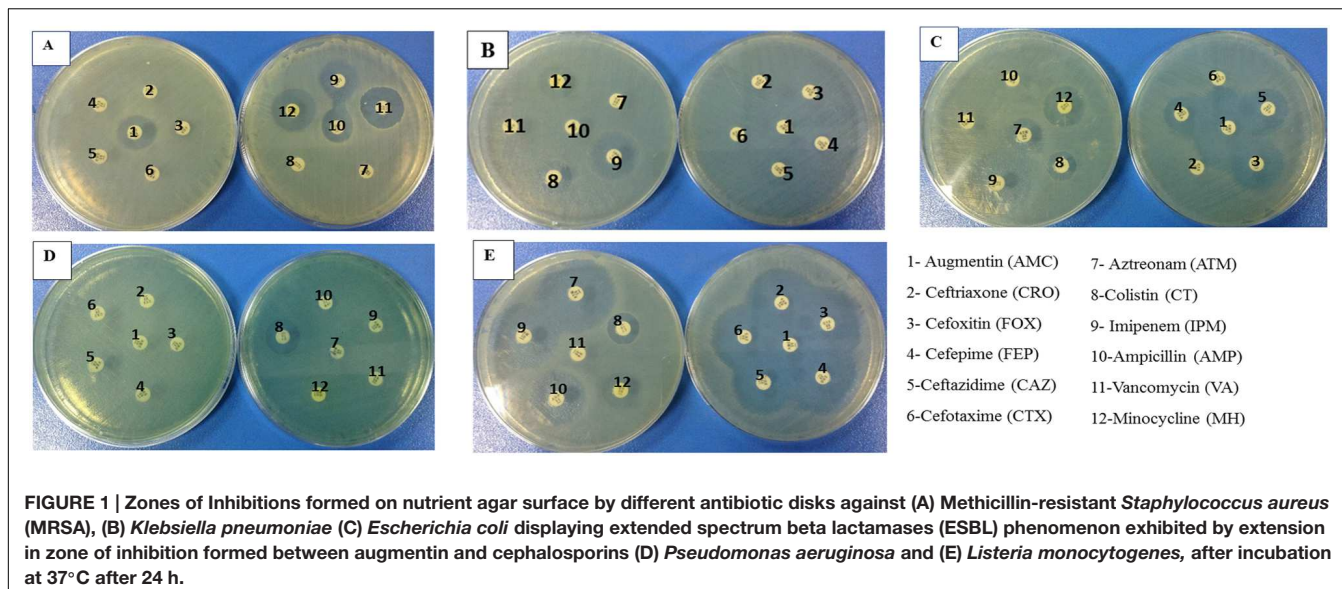 A
B
C
4
2
1
3
5
6
9
12
11
10
8
7
12
7
11
10
9
8
2
3
1
6
4
5
10
12
11
7
8
9
6
5
4
1
2
3
D
E
6
2
1
3
5
4
10
9
8
7
12
11
7
9
8
11
10
12
2
3
6
1
5
4
1- Augmentin (AMC)
2- Ceftriaxone (CRO)
3- Cefoxitin (FOX)
4- Cefepime (FEP)
5-Ceftazidime (CAZ)
6-Cefotaxime (CTX)
7- Aztreonam (ATM)
8-Colistin (CT)
9- Imipenem (IPM)
10-Ampicillin (AMP)
11-Vancomycin (VA)
12-Minocycline (MH)
FIGURE 1 | Zones of Inhibitions formed on nutrient agar surface by different antibiotic disks against (A) Methicillin-resistant Staphylococcus aureus
(MRSA), (B) Klebsiella pneumoniae (C) Escherichia coli displaying extended spectrum beta lactamases (ESBL) phenomenon exhibited by extension
in zone of inhibition formed between augmentin and cephalosporins (D) Pseudomonas aeruginosa and (E) Listeria monocytogenes, after incubation
at 37°C after 24 h.